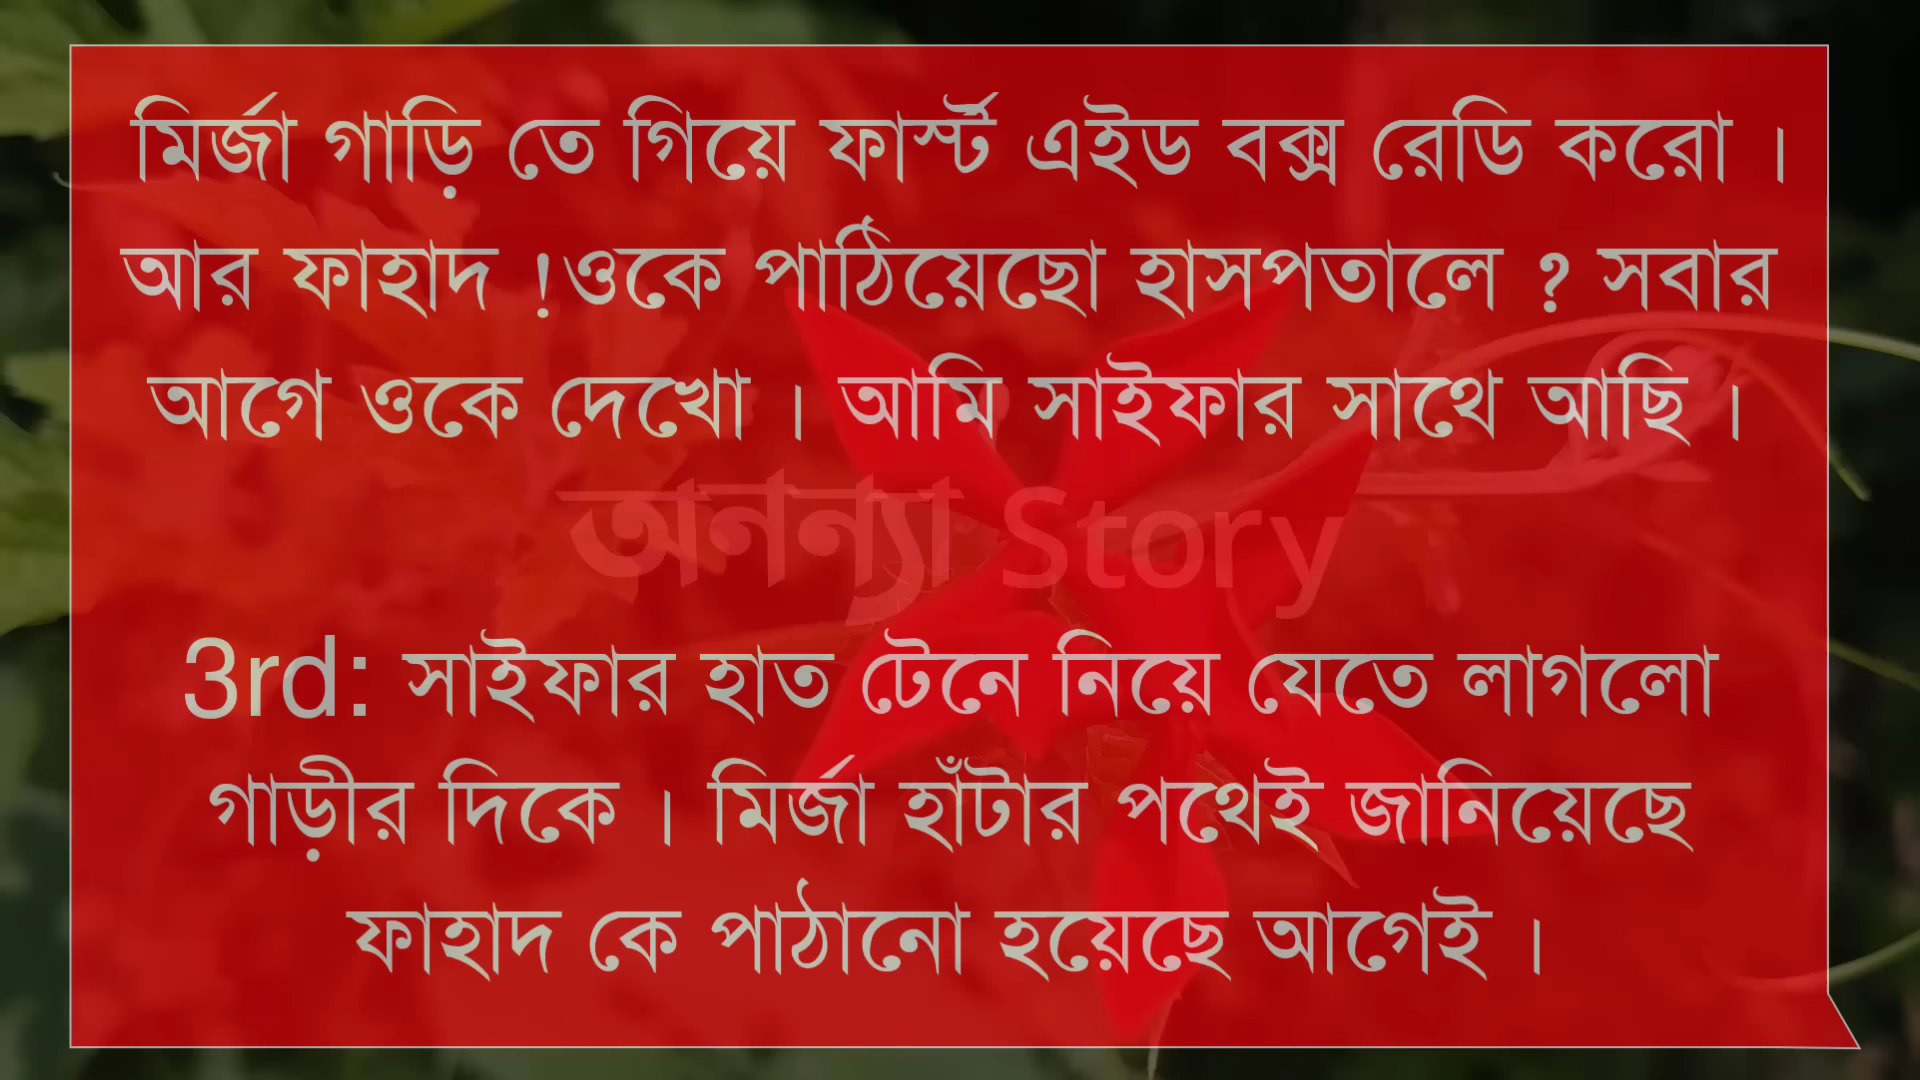 মির্জা গাড়ি তে গিয়ে ফার্স্ট এইড বক্স রেডি করো ।
আর ফাহাদ !ওকে পাঠিয়েছো হাসপতালে ? সবার
আগে ওকে দেখো । আমি সাইফার সাথে আছি ।
অনন্যা Story
3rd: সাইফার হাত টেনে নিয়ে যেতে লাগলো
গাড়ীর দিকে । মির্জা হাঁটার পথেই জানিয়েছে
ফাহাদ কে পাঠানো হয়েছে আগেই ।